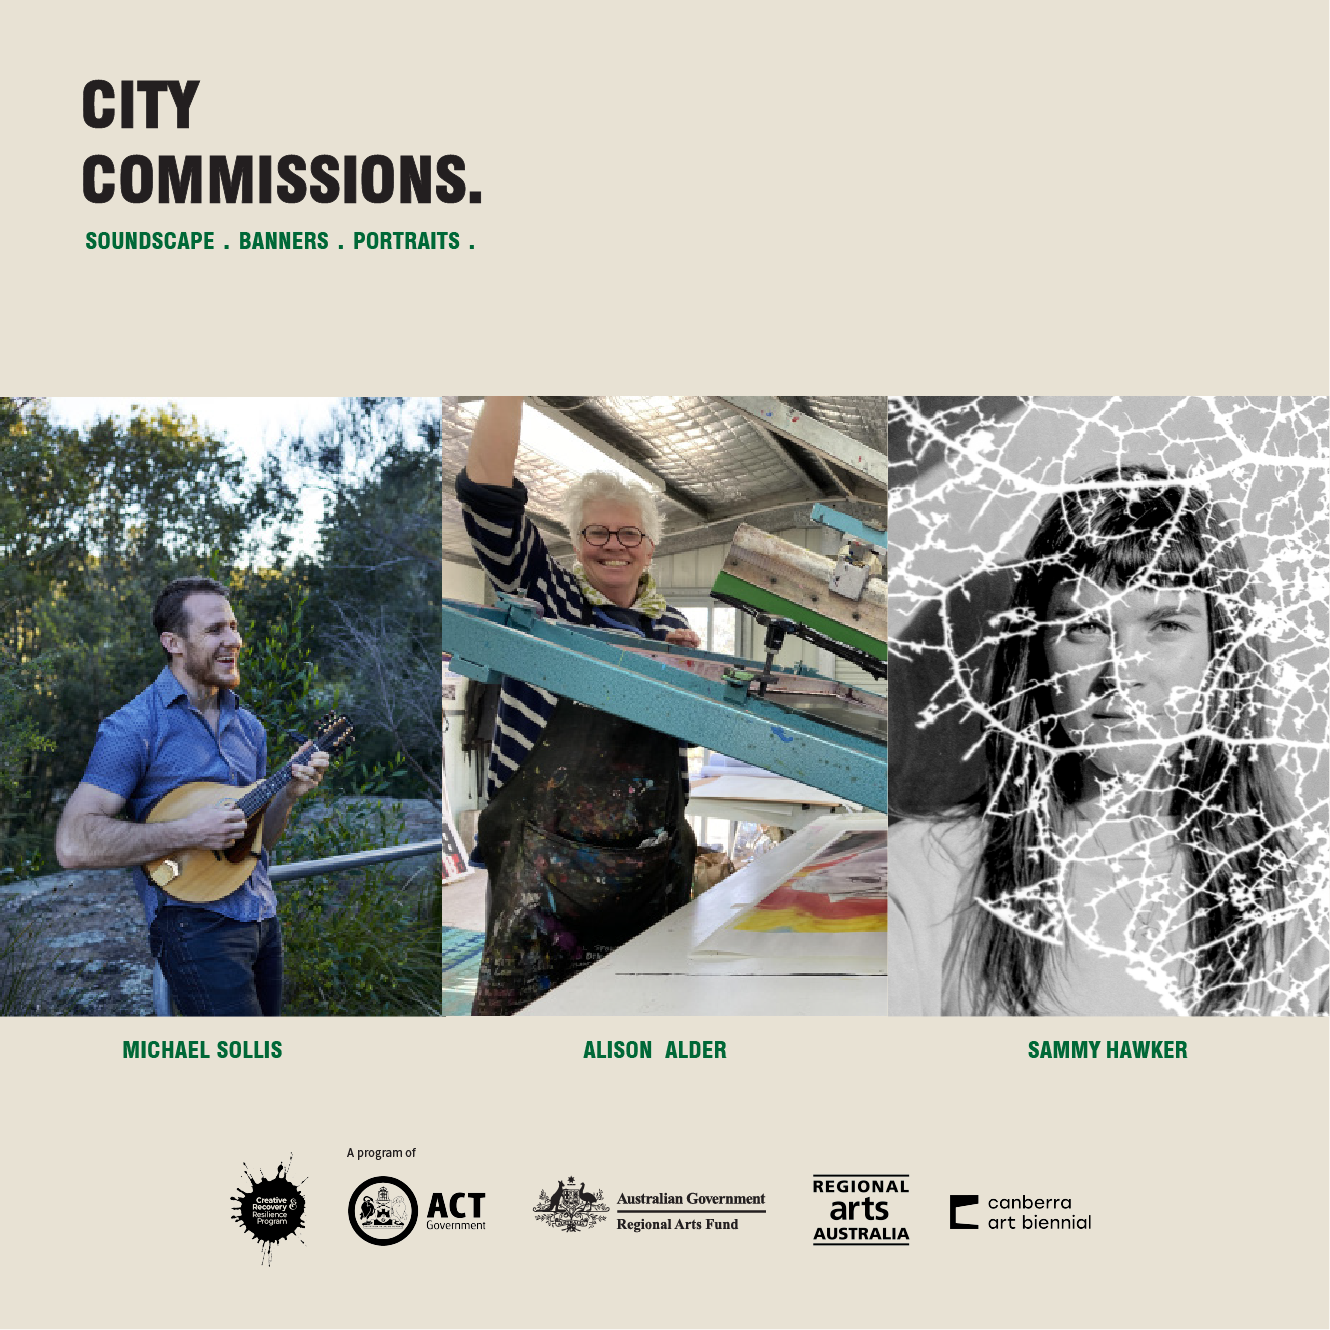 CITY
COMMISSIONS.
SOUNDSCAPE . BANNERS . PORTRAITS .
MICHAEL SOLLIS
ALISON ALDER
SAMMY HAWKER
A program of
Creative
Recovery &
Resilience
Program
ACT
Government
Australian Government
Regional Arts Fund
REGIONAL
arts
AUSTRALIA
canberra
art biennial